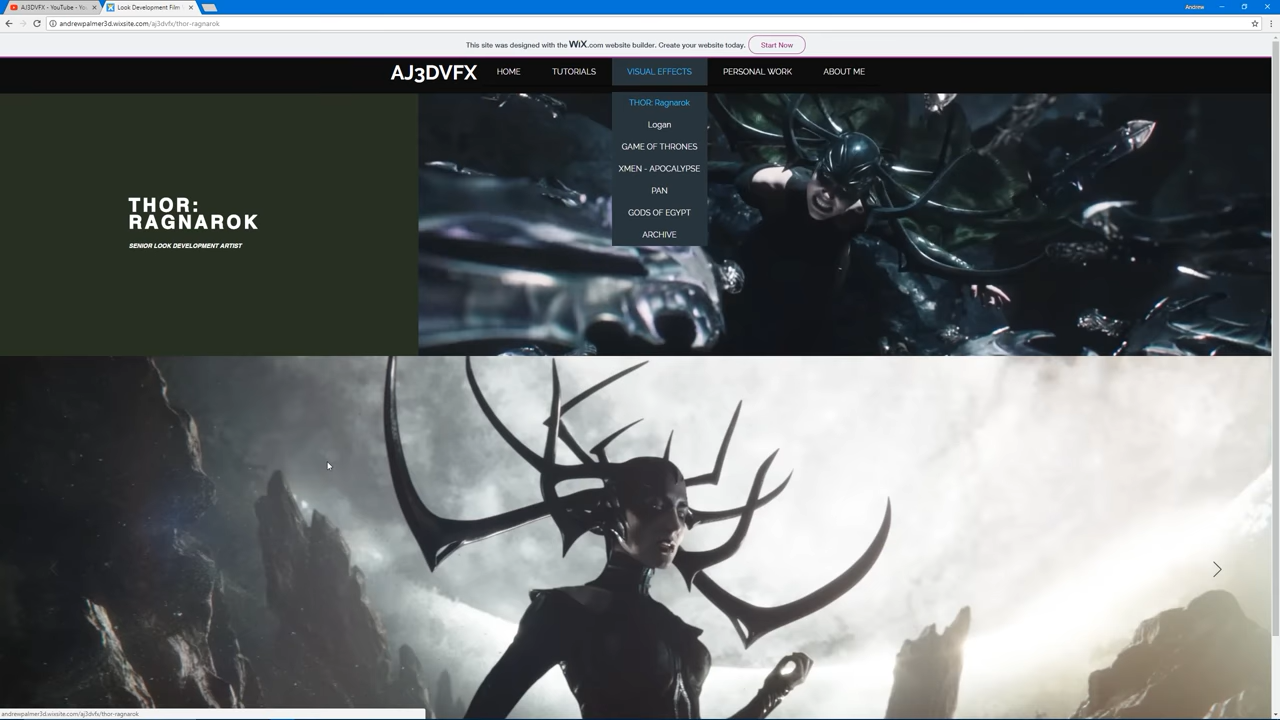 AJ3DVFX - YouTube - Yo
Look Development Film
Andrew
andrewpalmer3d.wixsite.com/aj3dvfx/thor-ragnarok
This site was designed with the WiX.com website builder. Create your website today.
Start Now
AJ3DVFX
HOME
TUTORIALS
VISUAL EFFECTS
PERSONAL WORK
ABOUT ME
THOR: Ragnarok
Logan
GAME OF THRONES
XMEN - APOCALYPSE
PAN
GODS OF EGYPT
ARCHIVE
THOR:
RAGNAROK
SENIOR LOOK DEVELOPMENT ARTIST
andrewpalmer3d.wixsite.com/aj3dvfx/thor-ragnarok